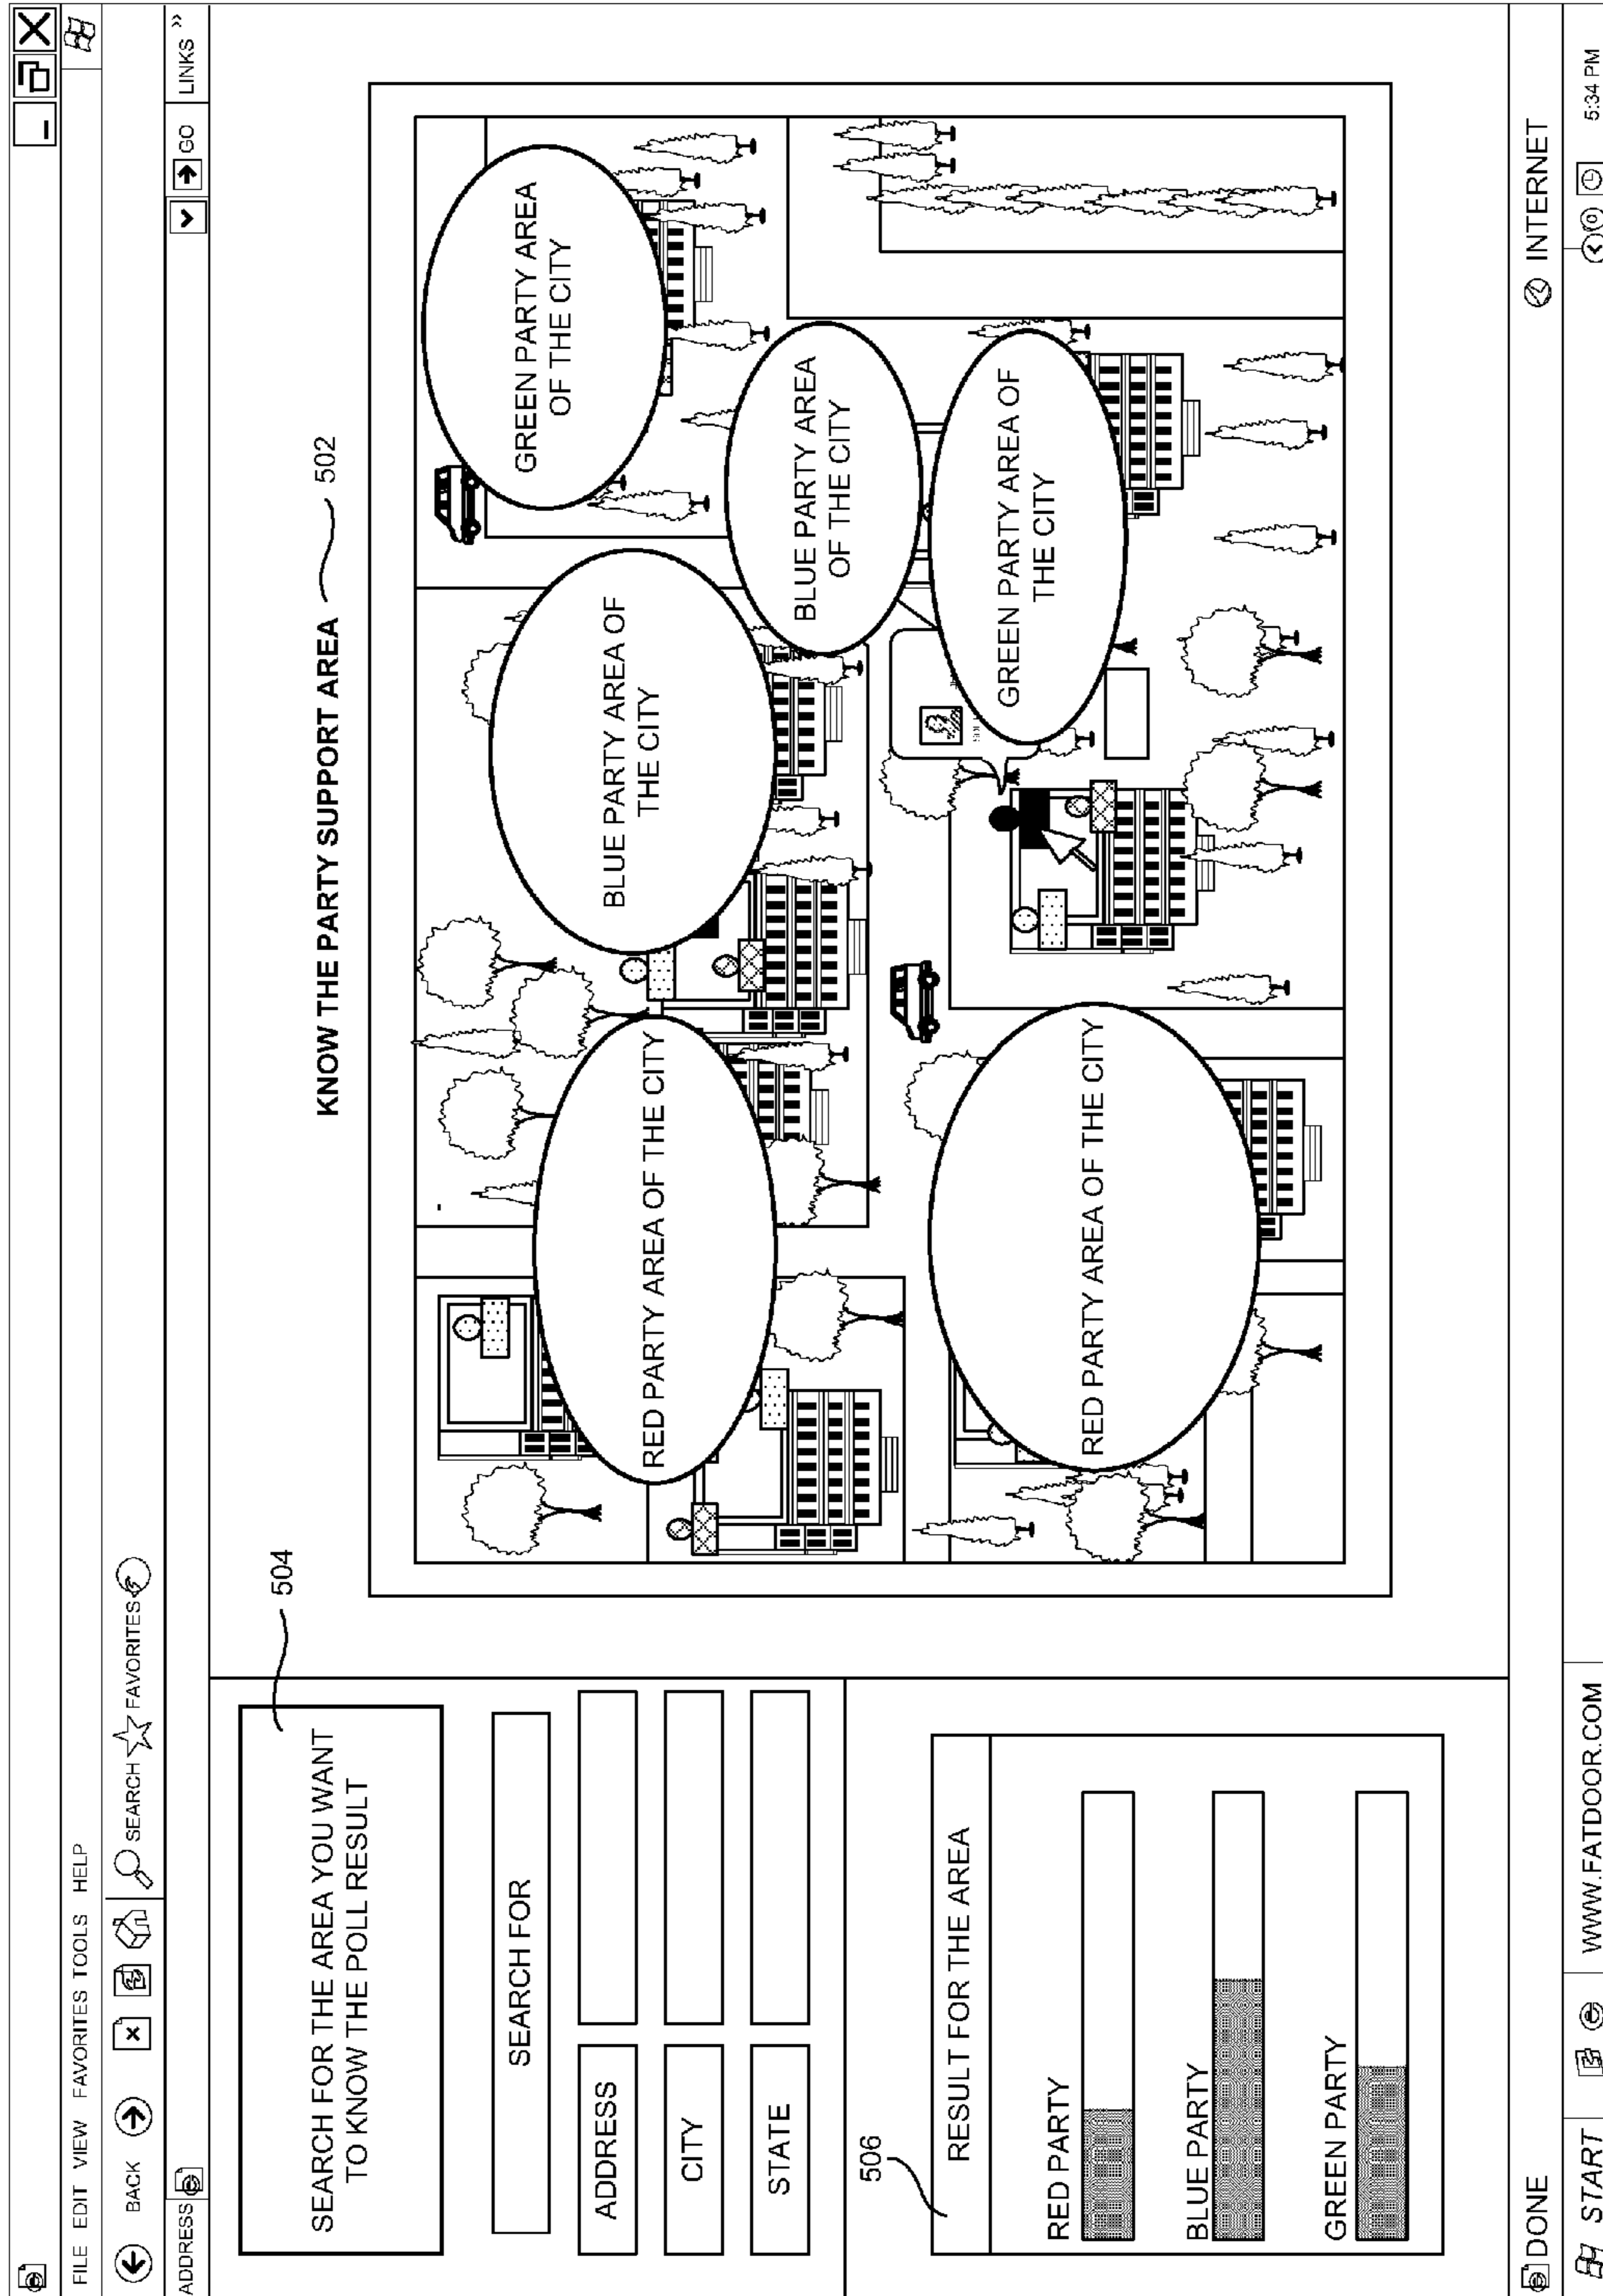 FILE EDIT VIEW FAVORITES TOOLS HELP
BACK
SEARCH
FAVORITES
ADDRESS
GO
LINKS »
SEARCH FOR THE AREA YOU WANT
TO KNOW THE POLL RESULT
504
SEARCH FOR
ADDRESS
CITY
STATE
506
RESULT FOR THE AREA
RED PARTY
BLUE PARTY
GREEN PARTY
KNOW THE PARTY SUPPORT AREA
502
GREEN PARTY AREA
OF THE CITY
BLUE PARTY AREA OF
THE CITY
RED PARTY AREA OF THE CITY
BLUE PARTY AREA
OF THE CITY
GREEN PARTY AREA OF
THE CITY
RED PARTY AREA OF THE CITY
DONE
INTERNET
START
WWW.FATDOOR.COM
5:34 PM